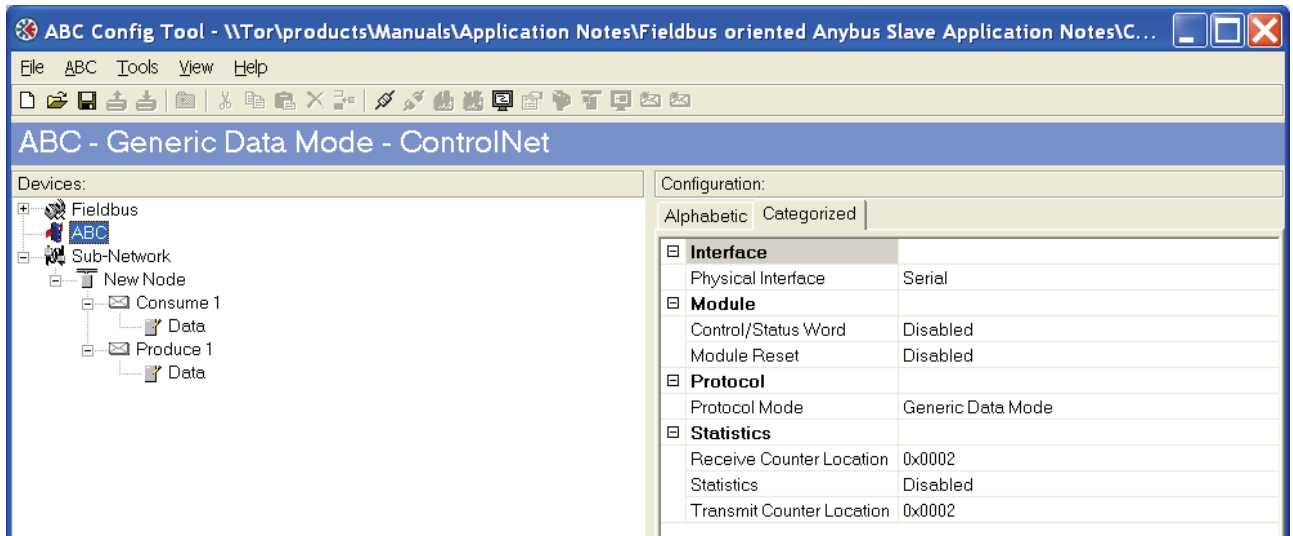 ABC Config Tool - \\Tor\products\Manuals\Application Notes\Fieldbus oriented Anybus Slave Application Notes\C...
File ABC Tools View Help
ABC - Generic Data Mode - ControlNet
Devices:
Fieldbus
ABC
Sub-Network
New Node
Consume 1
Data
Produce 1
Data
Configuration:
Alphabetic Categorized
Interface
Physical Interface Serial
Module
Control/Status Word Disabled
Module Reset Disabled
Protocol
Protocol Mode Generic Data Mode
Statistics
Receive Counter Location 0x0002
Statistics Disabled
Transmit Counter Location 0x0002